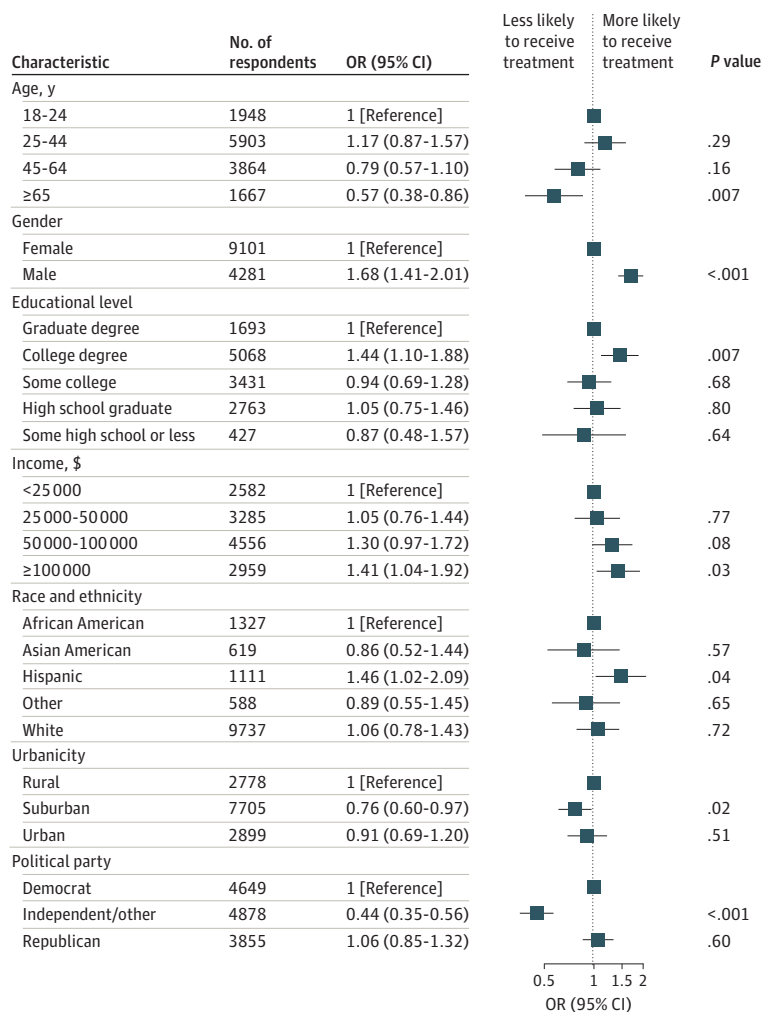 Less likely to receive treatment More likely to receive treatment
Characteristic No. of respondents OR (95% CI) P value
Age, y
18-24 1948 1 [Reference]
25-44 5903 1.17 (0.87-1.57) .29
45-64 3864 0.79 (0.57-1.10) .16
≥65 1667 0.57 (0.38-0.86) .007
Gender
Female 9101 1 [Reference]
Male 4281 1.68 (1.41-2.01) <.001
Educational level
Graduate degree 1693 1 [Reference]
College degree 5068 1.44 (1.10-1.88) .007
Some college 3431 0.94 (0.69-1.28) .68
High school graduate 2763 1.05 (0.75-1.46) .80
Some high school or less 427 0.87 (0.48-1.57) .64
Income, $
<25 000 2582 1 [Reference]
25 000-50 000 3285 1.05 (0.76-1.44) .77
50 000-100 000 4556 1.30 (0.97-1.72) .08
≥100 000 2959 1.41 (1.04-1.92) .03
Race and ethnicity
African American 1327 1 [Reference]
Asian American 619 0.86 (0.52-1.44) .57
Hispanic 1111 1.46 (1.02-2.09) .04
Other 588 0.89 (0.55-1.45) .65
White 9737 1.06 (0.78-1.43) .72
Urbanicity
Rural 2778 1 [Reference]
Suburban 7705 0.76 (0.60-0.97) .02
Urban 2899 0.91 (0.69-1.20) .51
Political party
Democrat 4649 1 [Reference]
Independent/other 4878 0.44 (0.35-0.56) <.001
Republican 3855 1.06 (0.85-1.32) .60
0.5 1 1.5 2
OR (95% CI)